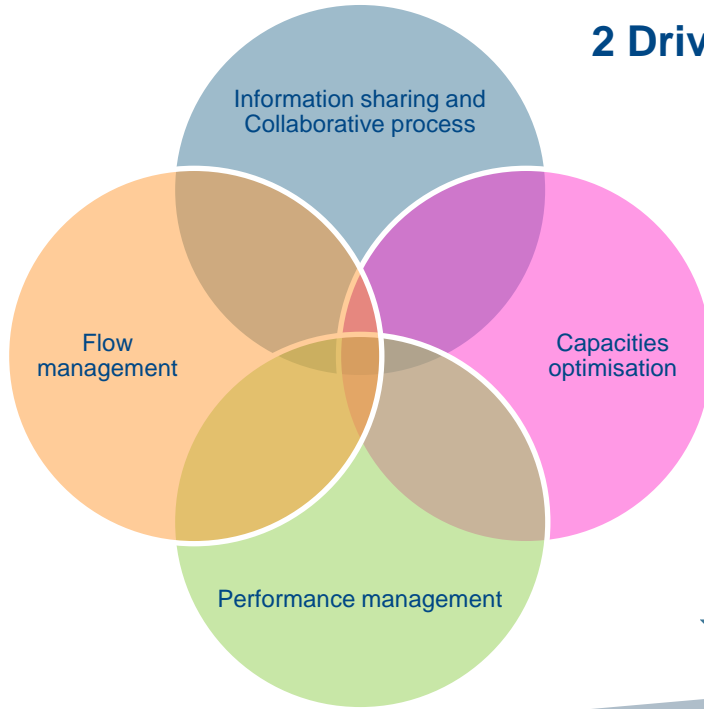 2 Driv
Information sharing and
Collaborative process
Flow
management
Capacities
optimisation
Performance management